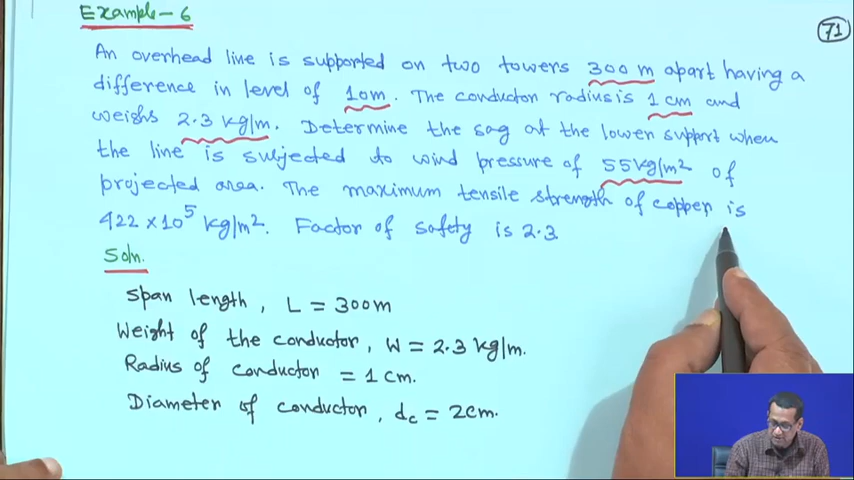 Example-6
71
An overhead line is supported on two towers 300 m apart having a
difference in level of 10m. The conductor radius is 1 cm and
weighs 2.3 kg/m. Determine the sag at the lower support when
the line is subjected to wind pressure of 55kg/m² of
projected area. The maximum tensile strength of copper is
422 ×10⁵ kg/m². Factor of safety is 2.3
Soln.
Span length, L = 300m
Weight of the conductor, W = 2.3 kg/m.
Radius of conductor = 1 cm.
Diameter of conductor, dc = 2cm.